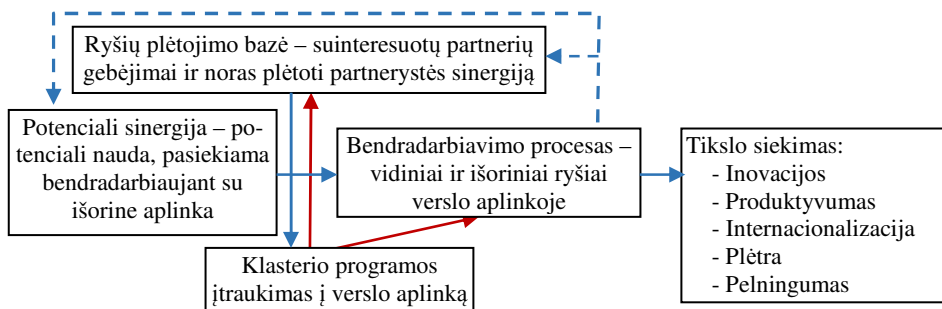 Ryšių plėtojimo bazė – suinteresuotų partnerių
gebėjimai ir noras plėtoti partnerystės sinergiją
Potenciali sinergija – po-
tenciali nauda, pasiekiama
bendradarbiaujant su
išorine aplinka
Bendradarbiavimo procesas –
vidiniai ir išoriniai ryšiai
verslo aplinkoje
Tikslo siekimas:
- Inovacijos
- Produktyvumas
- Internacionalizacija
- Plėtra
- Pelningumas
Klasterio programos
įtraukimas į verslo aplinką